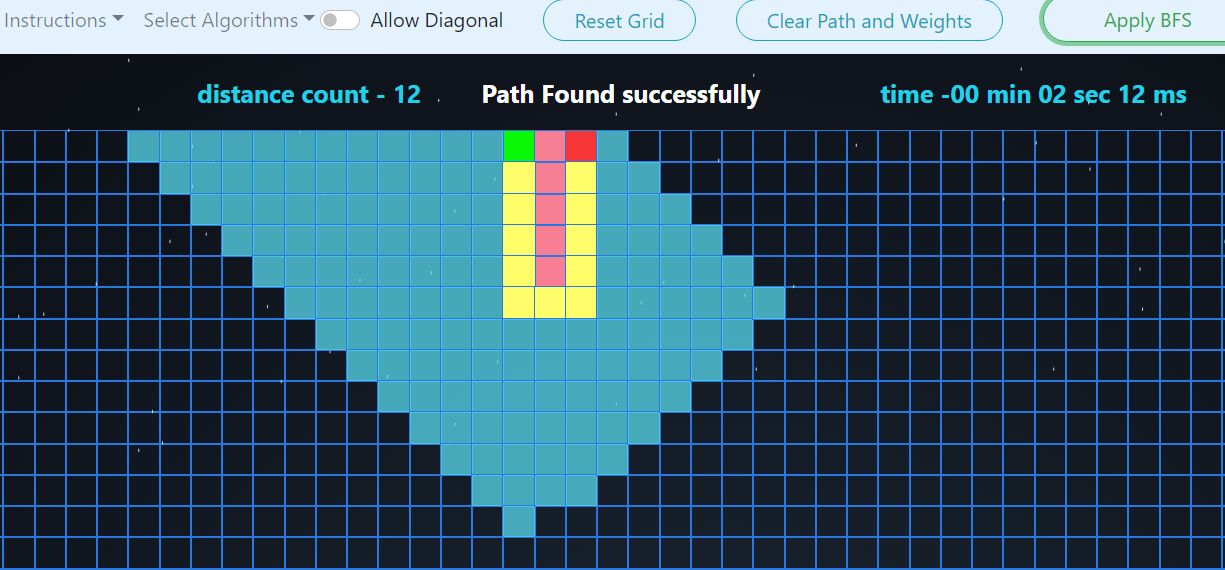 Instructions Select Algorithms Allow Diagonal Reset Grid Clear Path and Weights Apply BFS
distance count - 12 Path Found successfully time -00 min 02 sec 12 ms